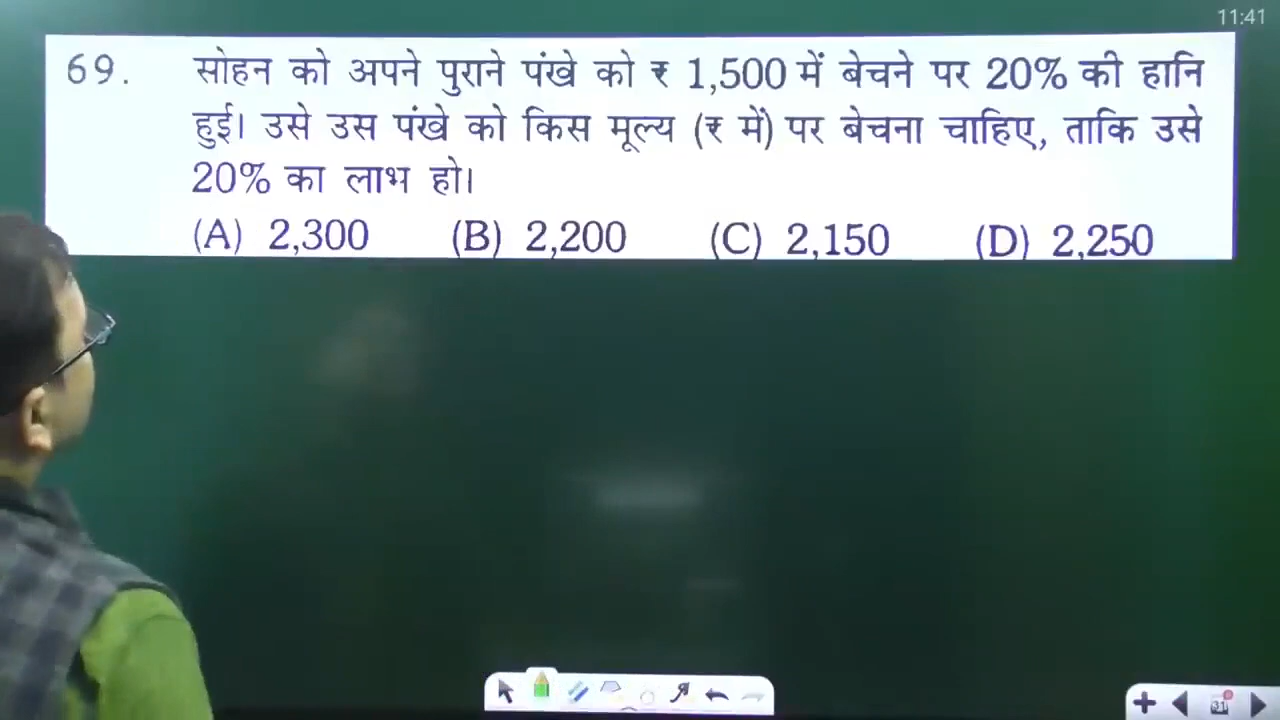 11:41
69. सोहन को अपने पुराने पंखे को ₹ 1,500 में बेचने पर 20% की हानि
हुई। उसे उस पंखे को किस मूल्य (₹ में) पर बेचना चाहिए, ताकि उसे
20% का लाभ हो।
(A) 2,300 (B) 2,200 (C) 2,150 (D) 2,250
31